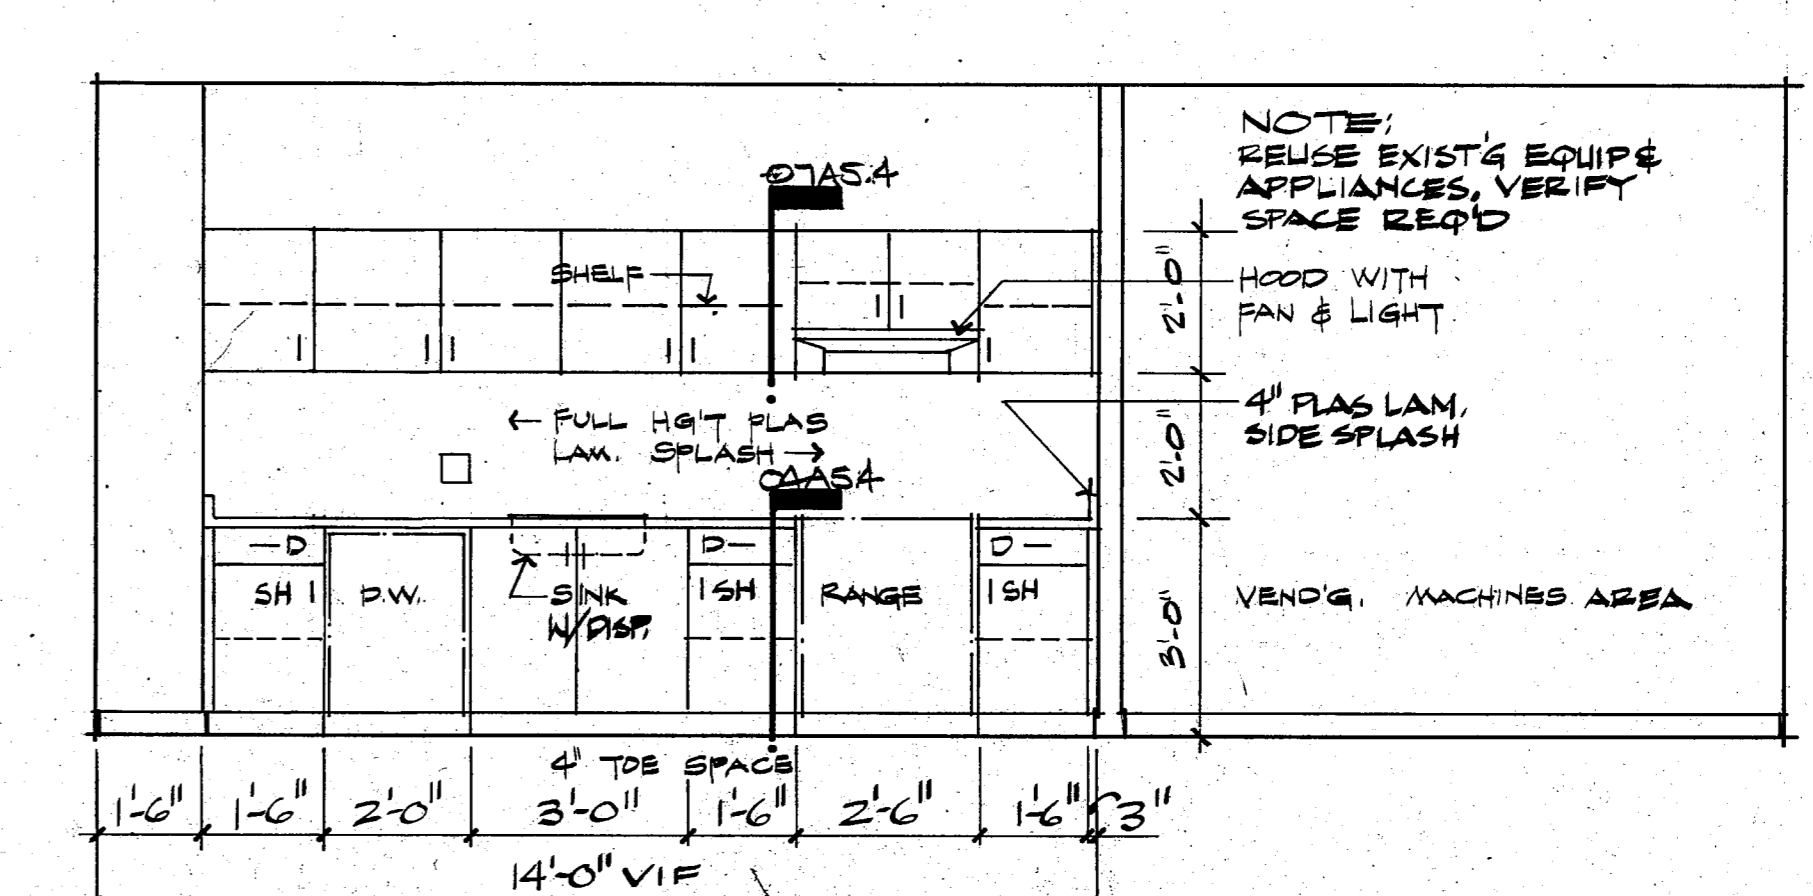 NOTE:
REUSE EXIST'G EQUIP &
APPLIANCES. VERIFY
SPACE REQ'D
07A5.4
SHELF
2'-0"
HOOD WITH
FAN & LIGHT
← FULL HG'T PLAS
LAM. SPLASH →
2'-0"
4" PLAS LAM.
SIDE SPLASH
A5.4
—D
D—
D—
SH
D.W.
SINK
W/DISP.
SH
RANGE
SH
3'-0"
VEND'G. MACHINES AREA
4" TOE SPACE
1'-6" 1'-6" 2'-0" 3'-0" 1'-6" 2'-6" 1'-6" 3"
14'-0" VIF